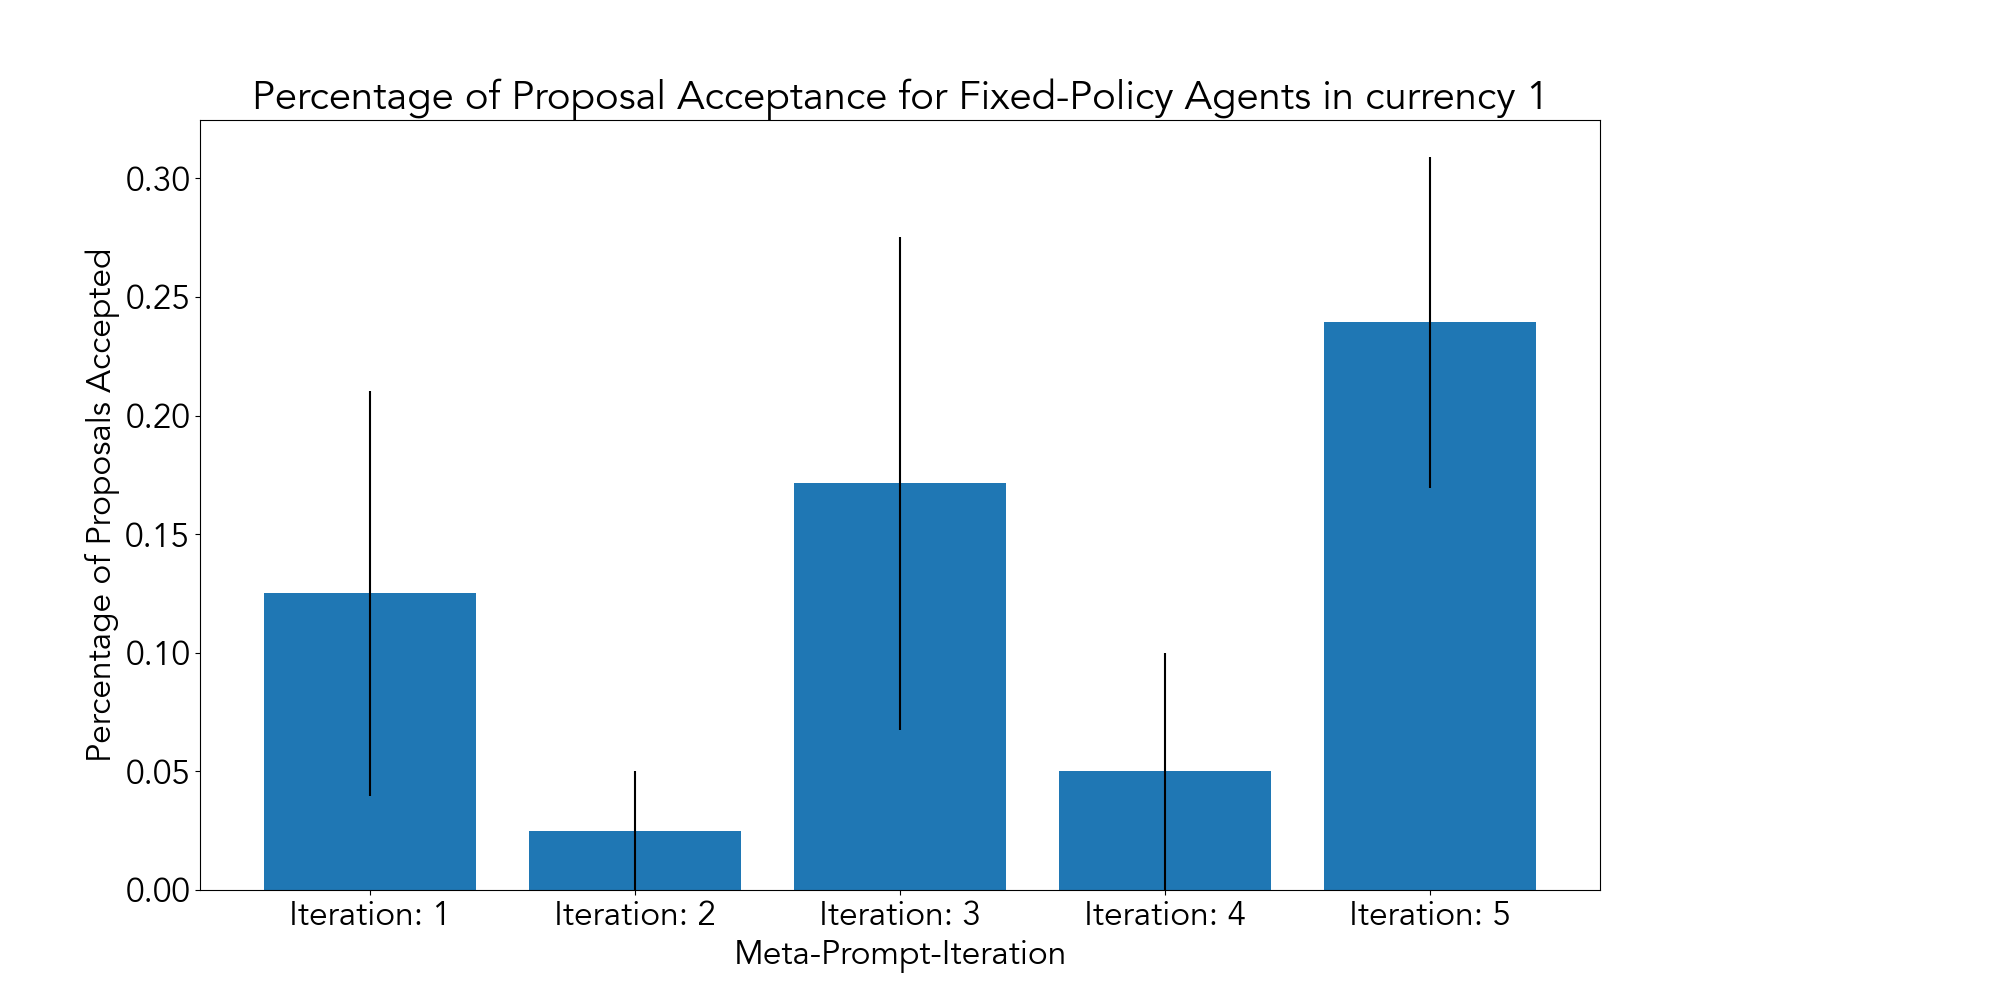 Percentage of Proposal Acceptance for Fixed-Policy Agents in currency 1
Percentage of Proposals Accepted
0.30
0.25
0.20
0.15
0.10
0.05
0.00
Iteration: 1
Iteration: 2
Iteration: 3
Iteration: 4
Iteration: 5
Meta-Prompt-Iteration